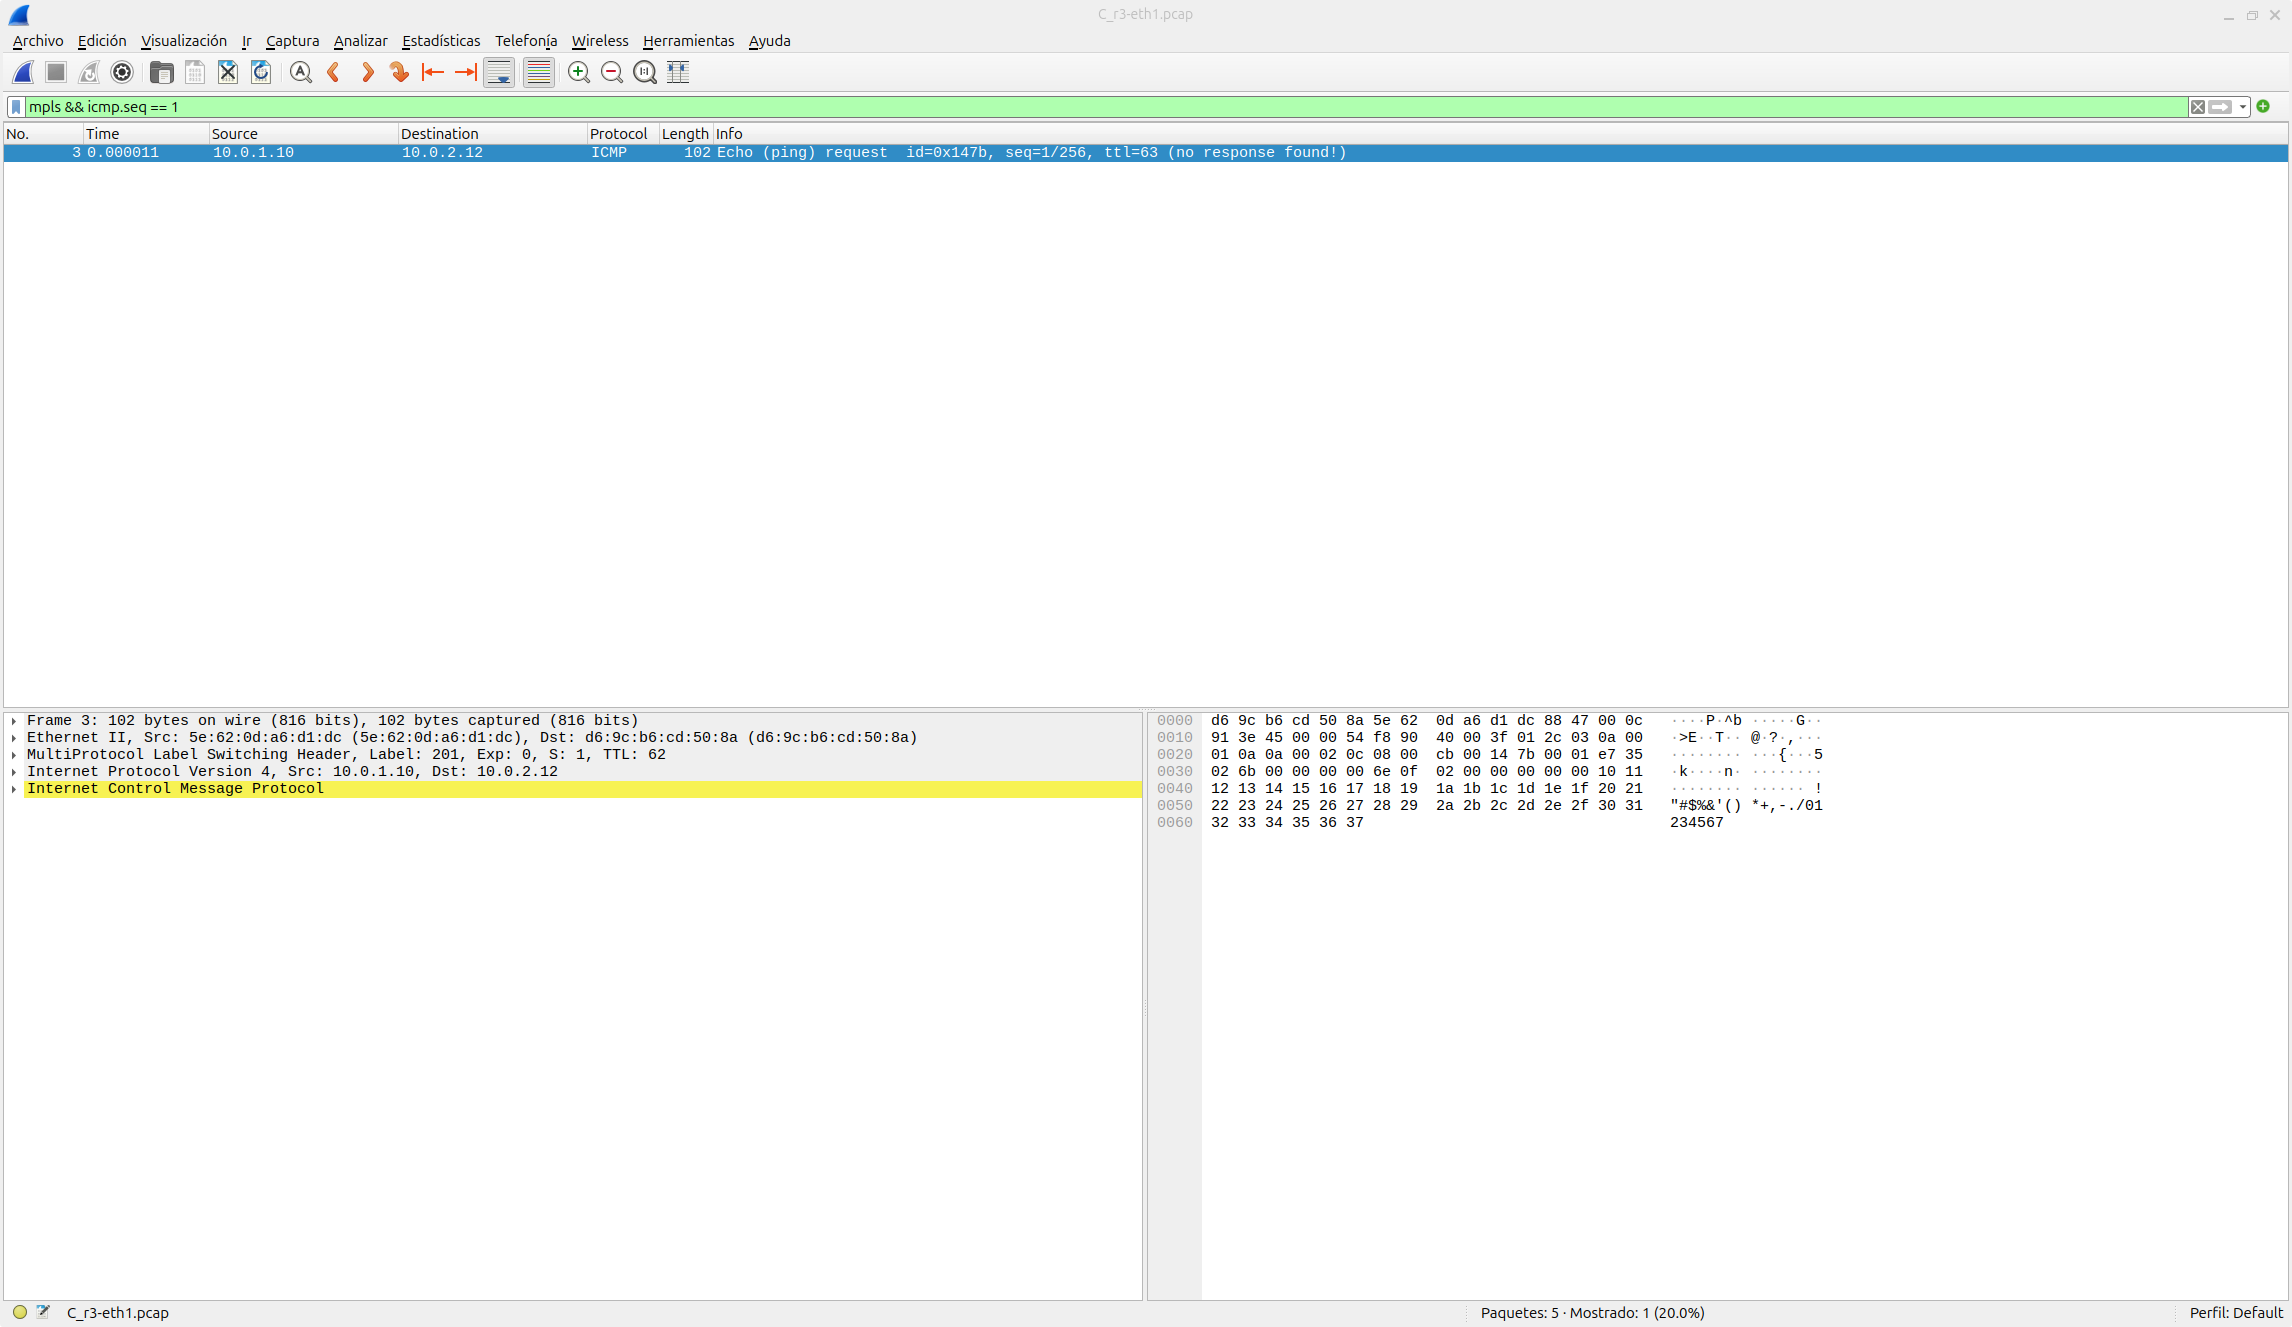 C_r3-eth1.pcap
Archivo Edición Visualización Ir Captura Analizar Estadísticas Telefonía Wireless Herramientas Ayuda
mpls && icmp.seq == 1
No. Time Source Destination Protocol Length Info
3 0.000011 10.0.1.10 10.0.2.12 ICMP 102 Echo (ping) request id=0x147b, seq=1/256, ttl=63 (no response found!)
Frame 3: 102 bytes on wire (816 bits), 102 bytes captured (816 bits)
Ethernet II, Src: 5e:62:0d:a6:d1:dc (5e:62:0d:a6:d1:dc), Dst: d6:9c:b6:cd:50:8a (d6:9c:b6:cd:50:8a)
MultiProtocol Label Switching Header, Label: 201, Exp: 0, S: 1, TTL: 62
Internet Protocol Version 4, Src: 10.0.1.10, Dst: 10.0.2.12
Internet Control Message Protocol
0000 d6 9c b6 cd 50 8a 5e 62 0d a6 d1 dc 88 47 00 0c ····P·^b ·····G··
0010 91 3e 45 00 00 54 f8 90 40 00 3f 01 2c 03 0a 00 ·>E··T·· @·?·,···
0020 01 0a 0a 00 02 0c 08 00 cb 00 14 7b 00 01 e7 35 ········ ···{···5
0030 02 6b 00 00 00 00 6e 0f 02 00 00 00 00 00 10 11 ·k····n· ········
0040 12 13 14 15 16 17 18 19 1a 1b 1c 1d 1e 1f 20 21 ········ ······ !
0050 22 23 24 25 26 27 28 29 2a 2b 2c 2d 2e 2f 30 31 "#$%&'() *+,-./01
0060 32 33 34 35 36 37 234567
C_r3-eth1.pcap
Paquetes: 5 · Mostrado: 1 (20.0%)
Perfil: Default